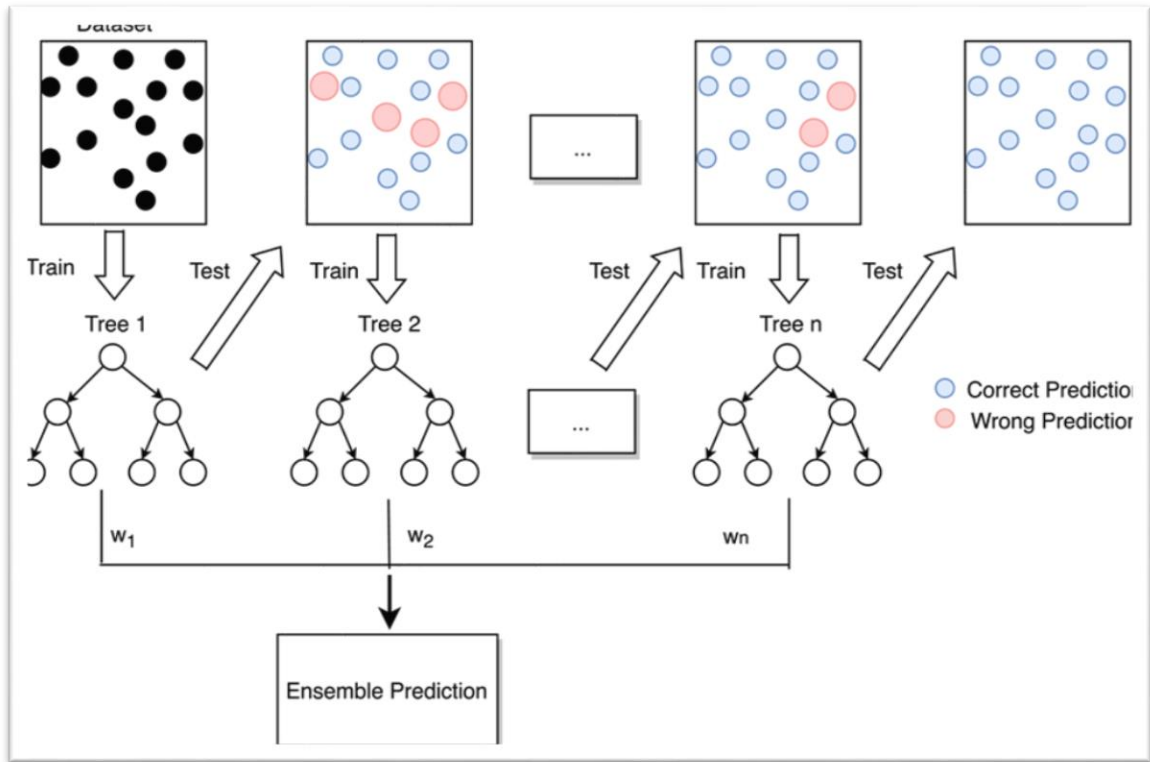 Dataset
...
Train
Test
Train
Test
Train
Test
Tree 1
Tree 2
Tree n
Correct Predictio
Wrong Prediction
...
w1
w2
wn
Ensemble Prediction